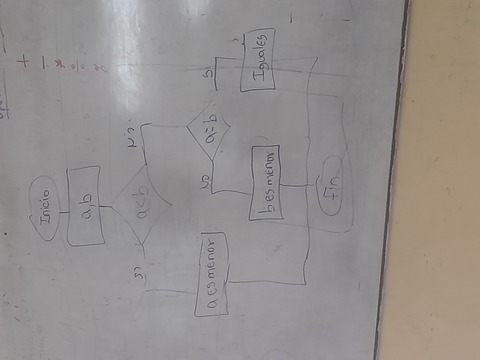 Inicio
a,b
a<b
Si
No
a es menor
a=b
No
Si
b es menor
Iguales
Fin